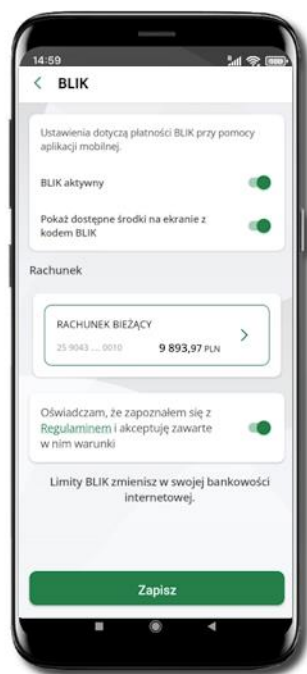 14:59
BLIK
Ustawienia dotyczą płatności BLIK przy pomocy
aplikacji mobilnej.
BLIK aktywny
Pokaż dostępne środki na ekranie z
kodem BLIK
Rachunek
RACHUNEK BIEŻĄCY
25 9043 .... 0010 9 893,97 PLN
Oświadczam, że zapoznałem się z
Regulaminem i akceptuję zawarte
w nim warunki
Limity BLIK zmienisz w swojej bankowości
internetowej.
Zapisz